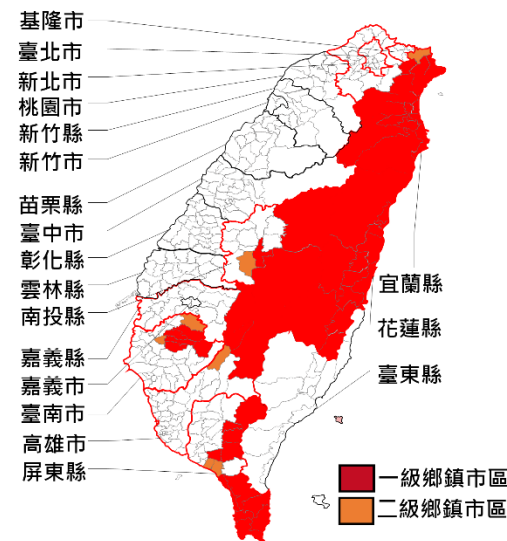 基隆市
臺北市
新北市
桃園市
新竹縣
新竹市
苗栗縣
臺中市
彰化縣
雲林縣
南投縣
嘉義縣
嘉義市
臺南市
高雄市
屏東縣
宜蘭縣
花蓮縣
臺東縣
一級鄉鎮市區
二級鄉鎮市區